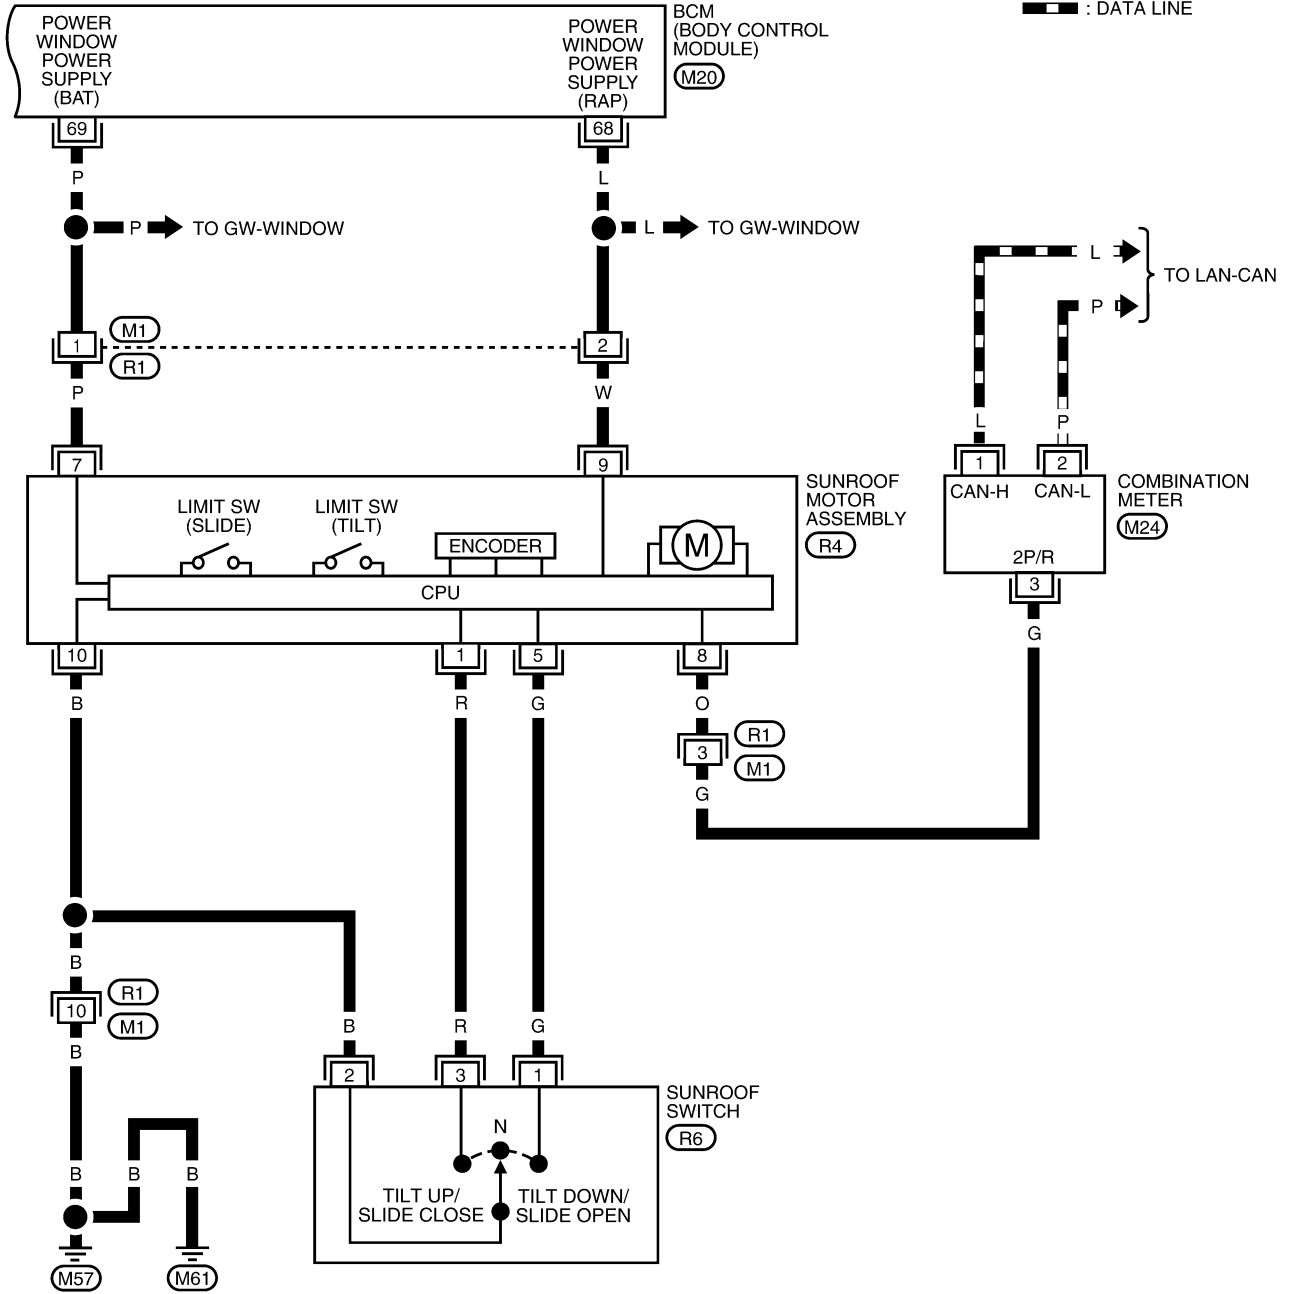 POWER
WINDOW
POWER
SUPPLY
(BAT)
POWER
WINDOW
POWER
SUPPLY
(RAP)
BCM
(BODY CONTROL
MODULE)
M20
: DATA LINE
69
68
P
L
P
TO GW-WINDOW
L
TO GW-WINDOW
L
P
TO LAN-CAN
1
M1
R1
2
P
W
L
P
7
9
1
2
LIMIT SW
(SLIDE)
LIMIT SW
(TILT)
ENCODER
M
CPU
SUNROOF
MOTOR
ASSEMBLY
R4
CAN-H
CAN-L
2P/R
COMBINATION
METER
M24
3
G
10
1
5
8
B
R
G
O
3
R1
M1
G
B
10
R1
M1
B
B
R
G
2
3
1
SUNROOF
SWITCH
R6
N
TILT UP/
SLIDE CLOSE
TILT DOWN/
SLIDE OPEN
B
B
B
M57
M61